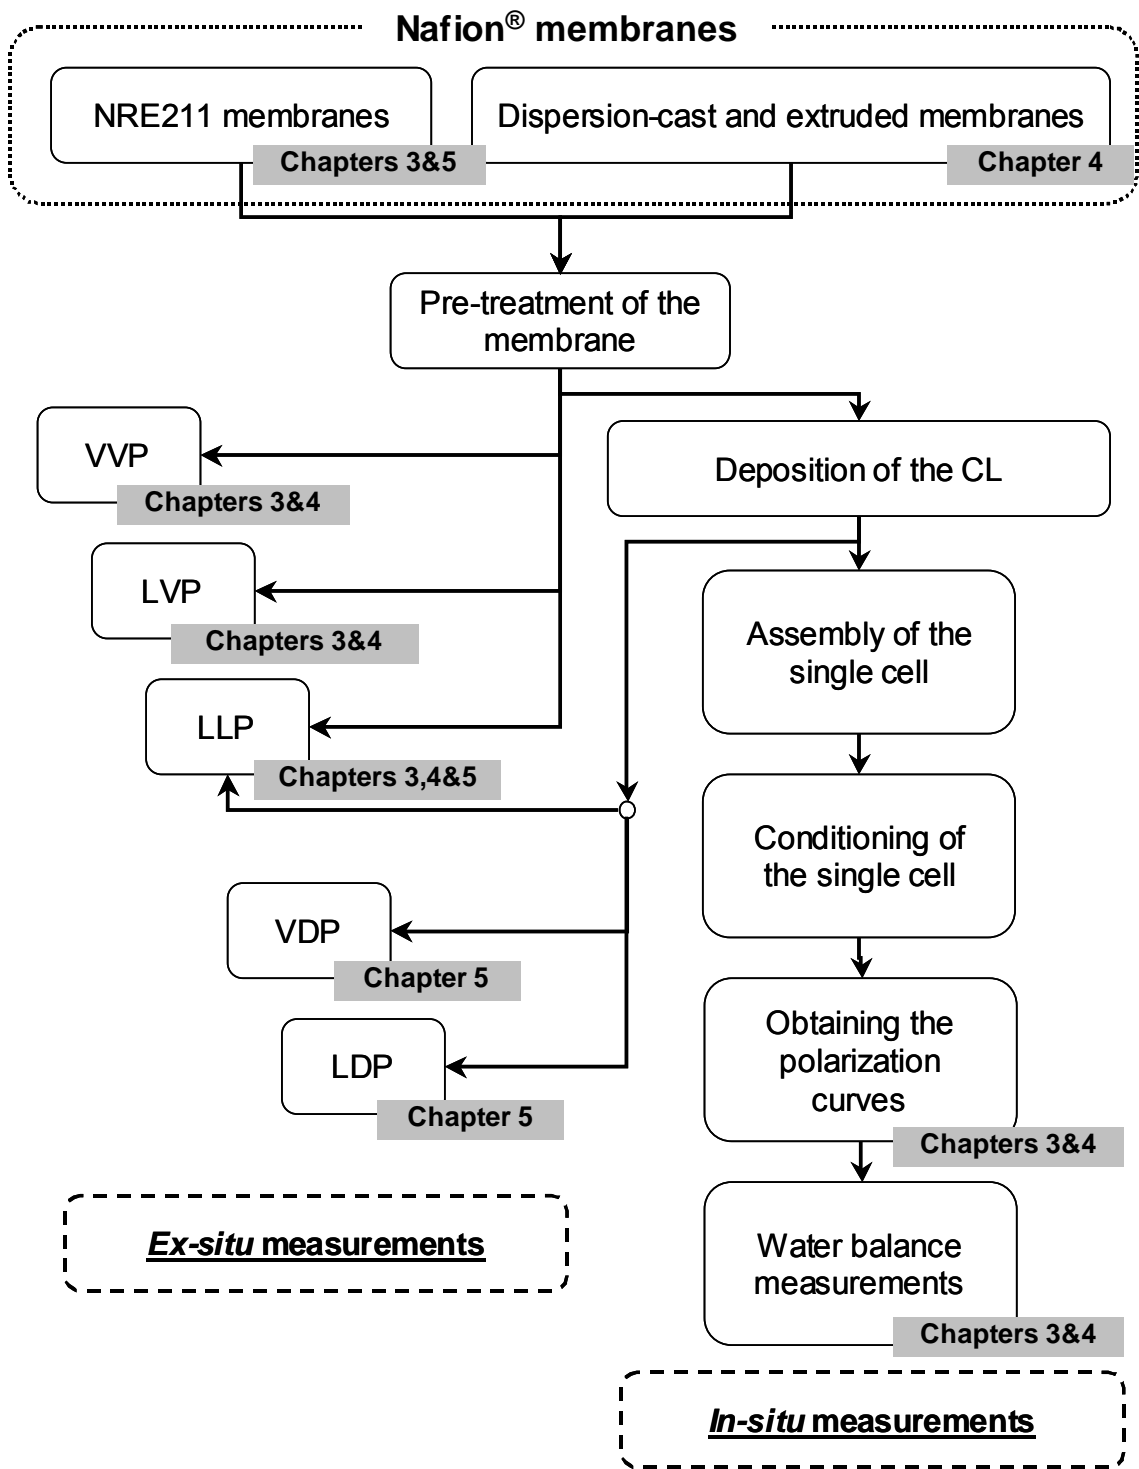 Nafion® membranes
NRE211 membranes
Chapters 3&5
Dispersion-cast and extruded membranes
Chapter 4
Pre-treatment of the
membrane
VVP
Chapters 3&4
LVP
Chapters 3&4
LLP
Chapters 3,4&5
VDP
Chapter 5
LDP
Chapter 5
Ex-situ measurements
Deposition of the CL
Assembly of the
single cell
Conditioning of
the single cell
Obtaining the
polarization
curves
Chapters 3&4
Water balance
measurements
Chapters 3&4
In-situ measurements